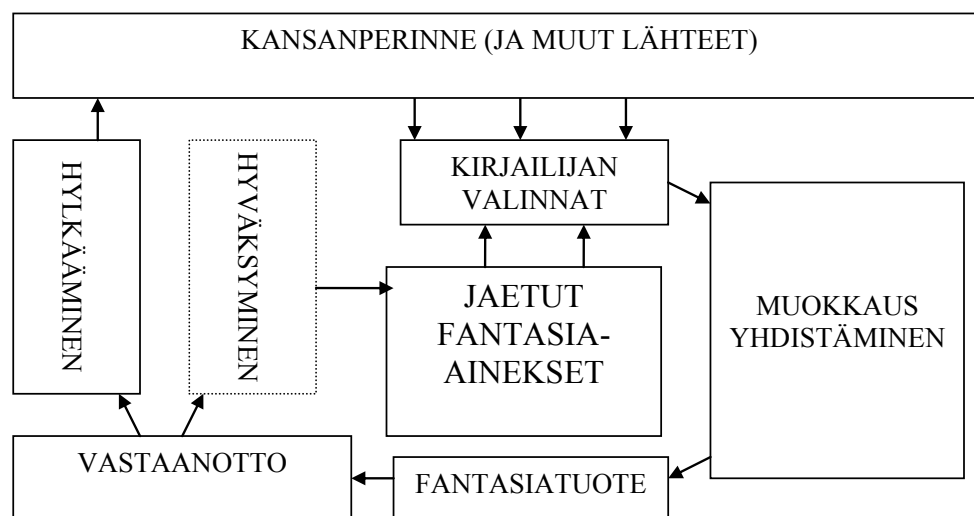 KANSANPERINNE (JA MUUT LÄHTEET)
HYLKÄÄMINEN
HYVÄKSYMINEN
KIRJAILIJAN
VALINNAT
JAETUT
FANTASIA-
AINEKSET
MUOKKAUS
YHDISTÄMINEN
VASTAANOTTO
FANTASIATUOTE